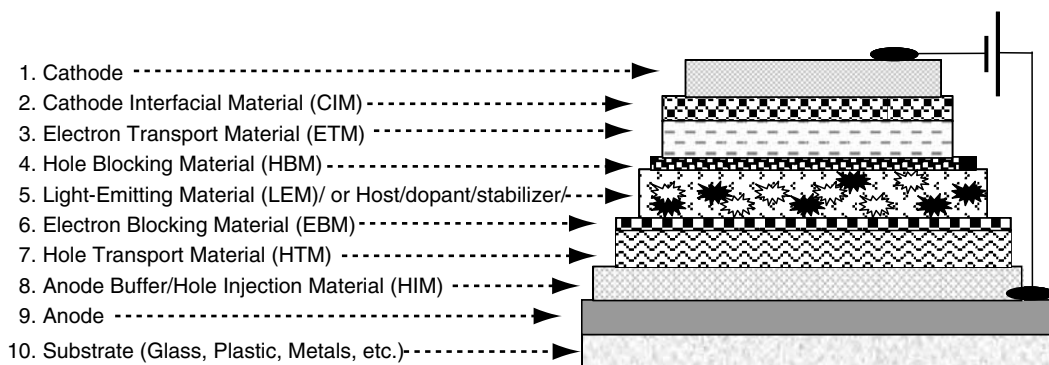 1. Cathode
2. Cathode Interfacial Material (CIM)
3. Electron Transport Material (ETM)
4. Hole Blocking Material (HBM)
5. Light-Emitting Material (LEM)/ or Host/dopant/stabilizer/
6. Electron Blocking Material (EBM)
7. Hole Transport Material (HTM)
8. Anode Buffer/Hole Injection Material (HIM)
9. Anode
10. Substrate (Glass, Plastic, Metals, etc.)